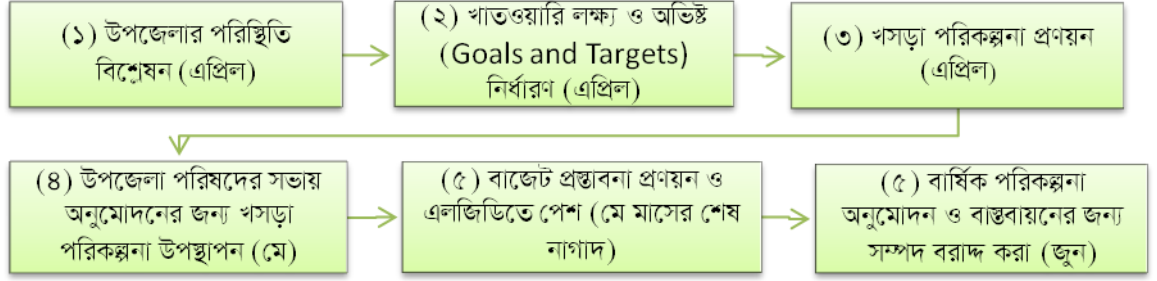 (১) উপজেলার পরিস্থিতি
বিশ্লেষন (এপ্রিল)
(২) খাতওয়ারি লক্ষ্য ও অভিষ্ট
(Goals and Targets)
নির্ধারণ (এপ্রিল)
(৩) খসড়া পরিকল্পনা প্রণয়ন
(এপ্রিল)
(৪) উপজেলা পরিষদের সভায়
অনুমোদনের জন্য খসড়া
পরিকল্পনা উপস্থাপন (মে)
(৫) বাজেট প্রস্তাবনা প্রণয়ন ও
এলজিডিতে পেশ (মে মাসের শেষ
নাগাদ)
(৫) বার্ষিক পরিকল্পনা
অনুমোদন ও বাস্তবায়নের জন্য
সম্পদ বরাদ্দ করা (জুন)